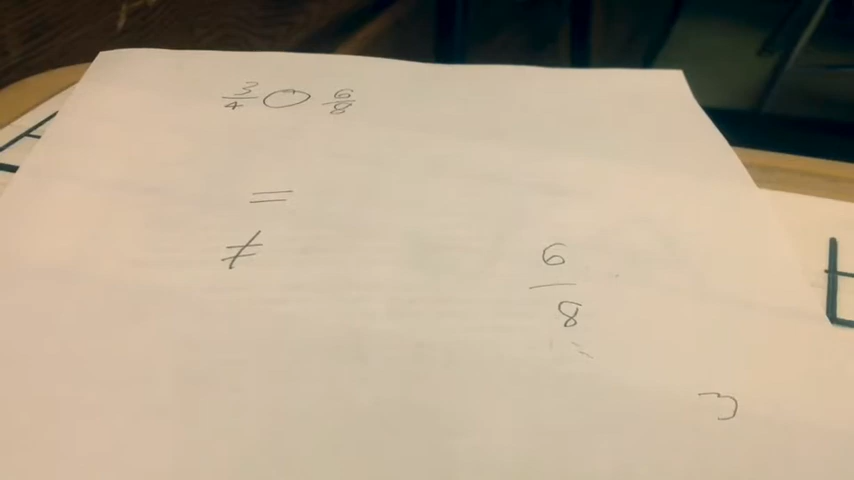 3/4 ○ 6/8
=
≠
6/8
3